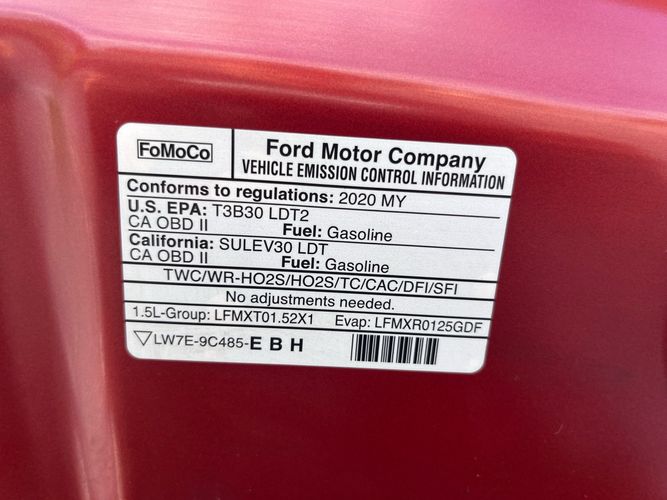 FoMoCo
Ford Motor Company
VEHICLE EMISSION CONTROL INFORMATION
Conforms to regulations: 2020 MY
U.S. EPA: T3B30 LDT2
CA OBD II Fuel: Gasoline
California: SULEV30 LDT
CA OBD II Fuel: Gasoline
TWC/WR-HO2S/HO2S/TC/CAC/DFI/SFI
No adjustments needed.
1.5L-Group: LFMXT01.52X1 Evap: LFMXR0125GDF
LW7E-9C485-E B H